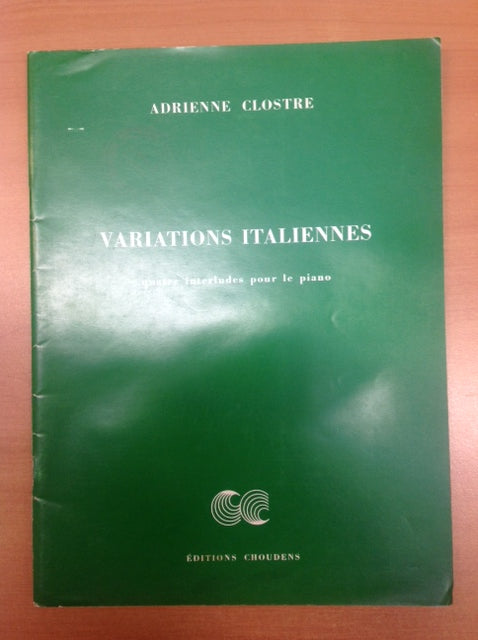 ADRIENNE CLOSTRE
VARIATIONS ITALIENNES
quatre interludes pour le piano
ÉDITIONS CHOUDENS